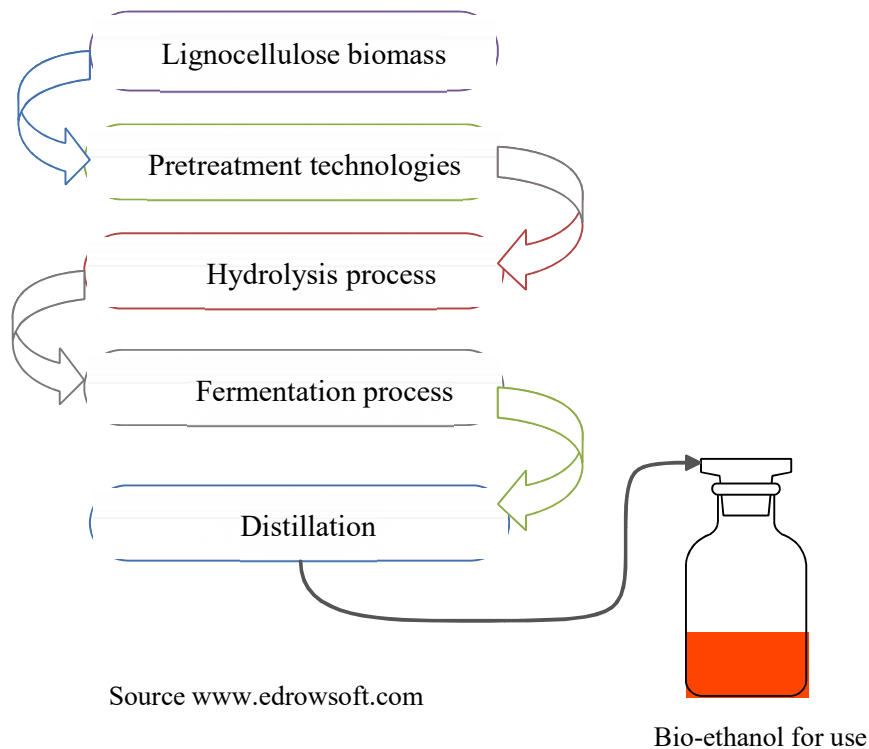 Lignocellulose biomass
Pretreatment technologies
Hydrolysis process
Fermentation process
Distillation
Source www.edrowsoft.com
Bio-ethanol for use